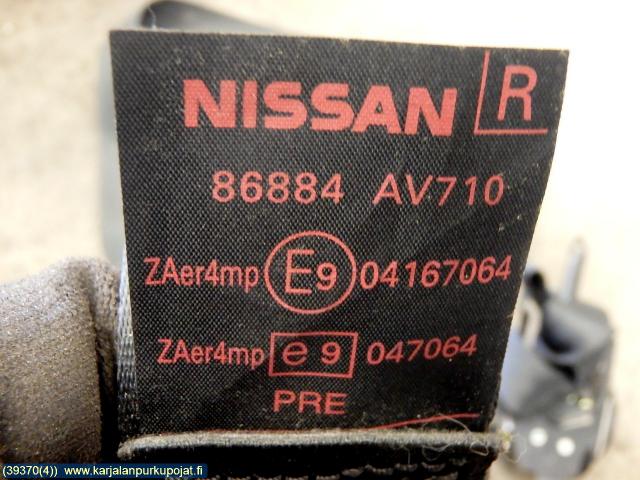 NISSAN R
86884 AV710
ZAer4mp E9 04167064
ZAer4mp e9 047064
PRE
(39370(4)) www.karjalanpurkupojat.fi